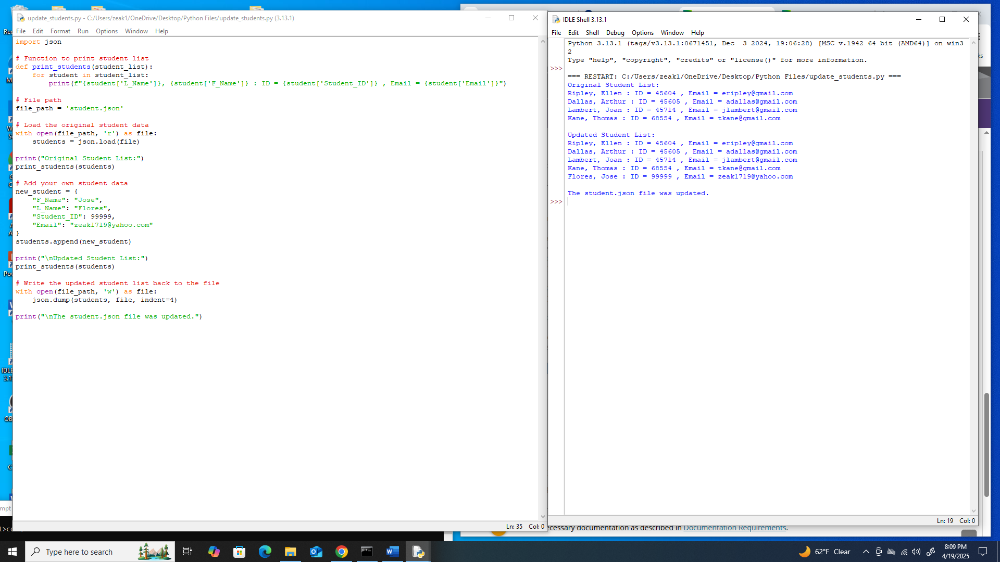 update_students.py - C:/Users/zeak1/OneDrive/Desktop/Python Files/update_students.py (3.13.1)
File Edit Format Run Options Window Help
import json
# Function to print student list
def print_students(student_list):
    for student in student_list:
        print(f"{student['L_Name']}, {student['F_Name']} : ID = {student['Student_ID']} , Email = {student['Email']}")
# File path
file_path = 'student.json'
# Load the original student data
with open(file_path, 'r') as file:
    students = json.load(file)
print("Original Student List:")
print_students(students)
# Add your own student data
new_student = {
    "F_Name": "Jose",
    "L_Name": "Flores",
    "Student_ID": 99999,
    "Email": "zeak1719@yahoo.com"
}
students.append(new_student)
print("\nUpdated Student List:")
print_students(students)
# Write the updated student list back to the file
with open(file_path, 'w') as file:
    json.dump(students, file, indent=4)
print("\nThe student.json file was updated.")
Ln: 35 Col: 0
IDLE Shell 3.13.1
File Edit Shell Debug Options Window Help
Python 3.13.1 (tags/v3.13.1:0671451, Dec  3 2024, 19:06:28) [MSC v.1942 64 bit (AMD64)] on win3
2
Type "help", "copyright", "credits" or "license()" for more information.
>>>
=== RESTART: C:/Users/zeak1/OneDrive/Desktop/Python Files/update_students.py ===
Original Student List:
Ripley, Ellen : ID = 45604 , Email = eripley@gmail.com
Dallas, Arthur : ID = 45605 , Email = adallas@gmail.com
Lambert, Joan : ID = 45714 , Email = jlambert@gmail.com
Kane, Thomas : ID = 68554 , Email = tkane@gmail.com
Updated Student List:
Ripley, Ellen : ID = 45604 , Email = eripley@gmail.com
Dallas, Arthur : ID = 45605 , Email = adallas@gmail.com
Lambert, Joan : ID = 45714 , Email = jlambert@gmail.com
Kane, Thomas : ID = 68554 , Email = tkane@gmail.com
Flores, Jose : ID = 99999 , Email = zeak1719@yahoo.com
The student.json file was updated.
>>>
Ln: 19 Col: 0
ecessary documentation as described in Documentation Requirements.
IDLE
3.1
Type here to search
62°F Clear
8:09 PM
4/19/2025